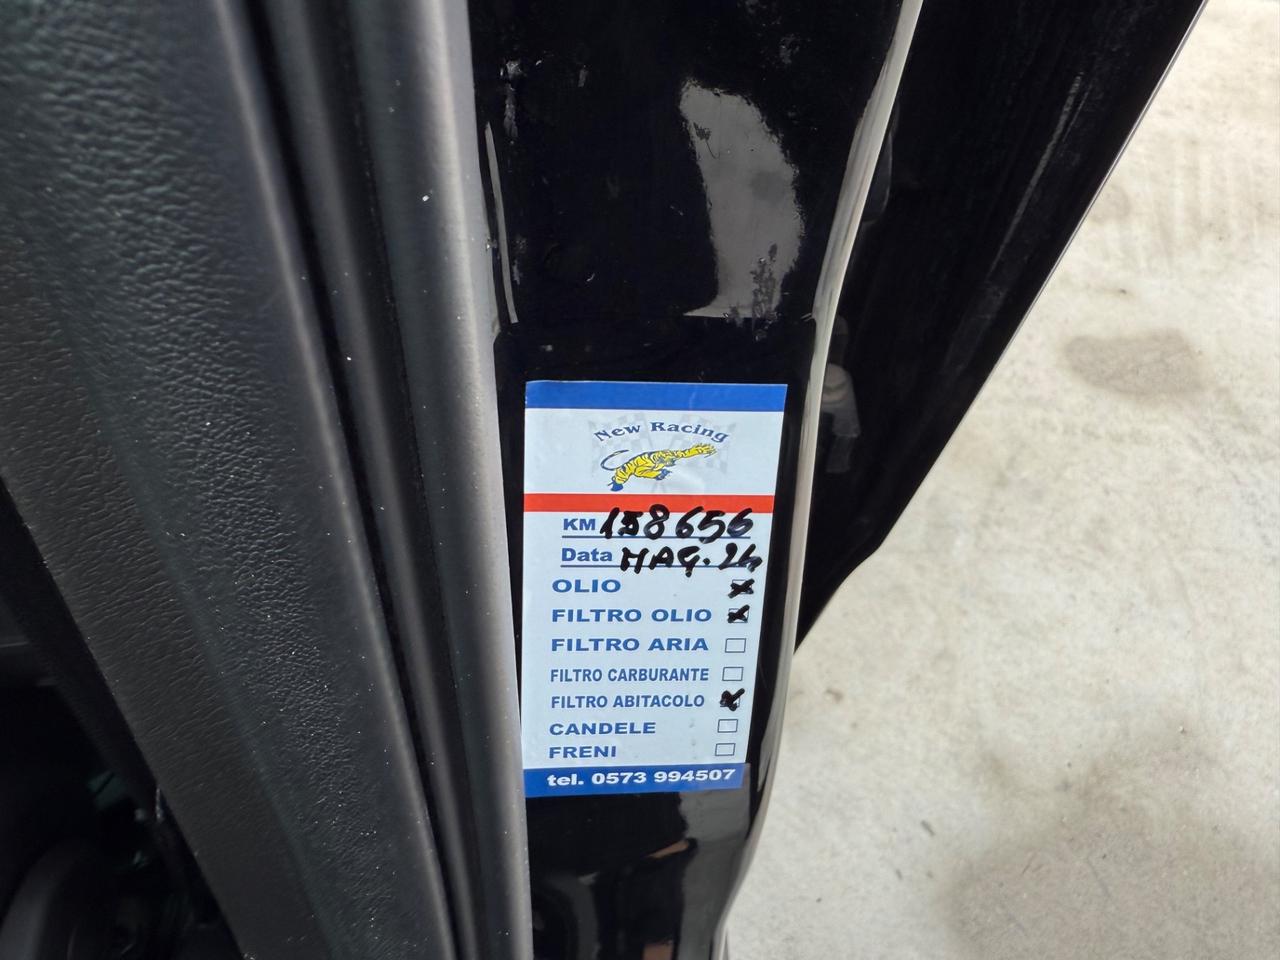 New Racing
KM 158656
Data MAG. 24
OLIO
FILTRO OLIO
FILTRO ARIA
FILTRO CARBURANTE
FILTRO ABITACOLO
CANDELE
FRENI
tel. 0573 994507